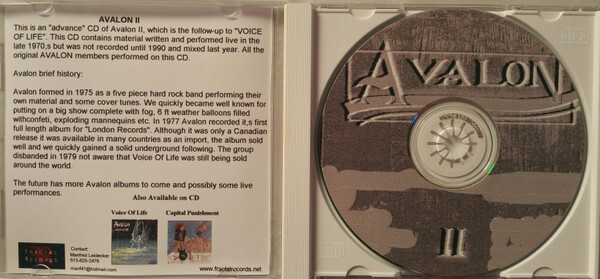 AVALON II
This is an "advance" CD of Avalon II, which is the follow-up to "VOICE
OF LIFE". This CD contains material written and performed live in the
late 1970,s but was not recorded until 1990 and mixed last year. All the
original AVALON members performed on this CD.
Avalon brief history:
Avalon formed in 1975 as a five piece hard rock band performing their
own material and some cover tunes. We quickly became well known for
putting on a big show complete with fog, 6 ft weather balloons filled
withconfeti, exploding mannequins etc. In 1977 Avalon recorded it,s first
full length album for "London Records". Although it was only a Canadian
release it was available in many countries as an import, the album sold
well and we quickly gained a solid underground following. The group
disbanded in 1979 not aware that Voice Of Life was still being sold
around the world.
The future has more Avalon albums to come and possibly some live
performances.
Also Available on CD
Voice Of Life Capital Punishment
Fractal
Records
Contact:
Manfred Leidecker
613-825-2478
www.fractalrecords.net
AVALON
II